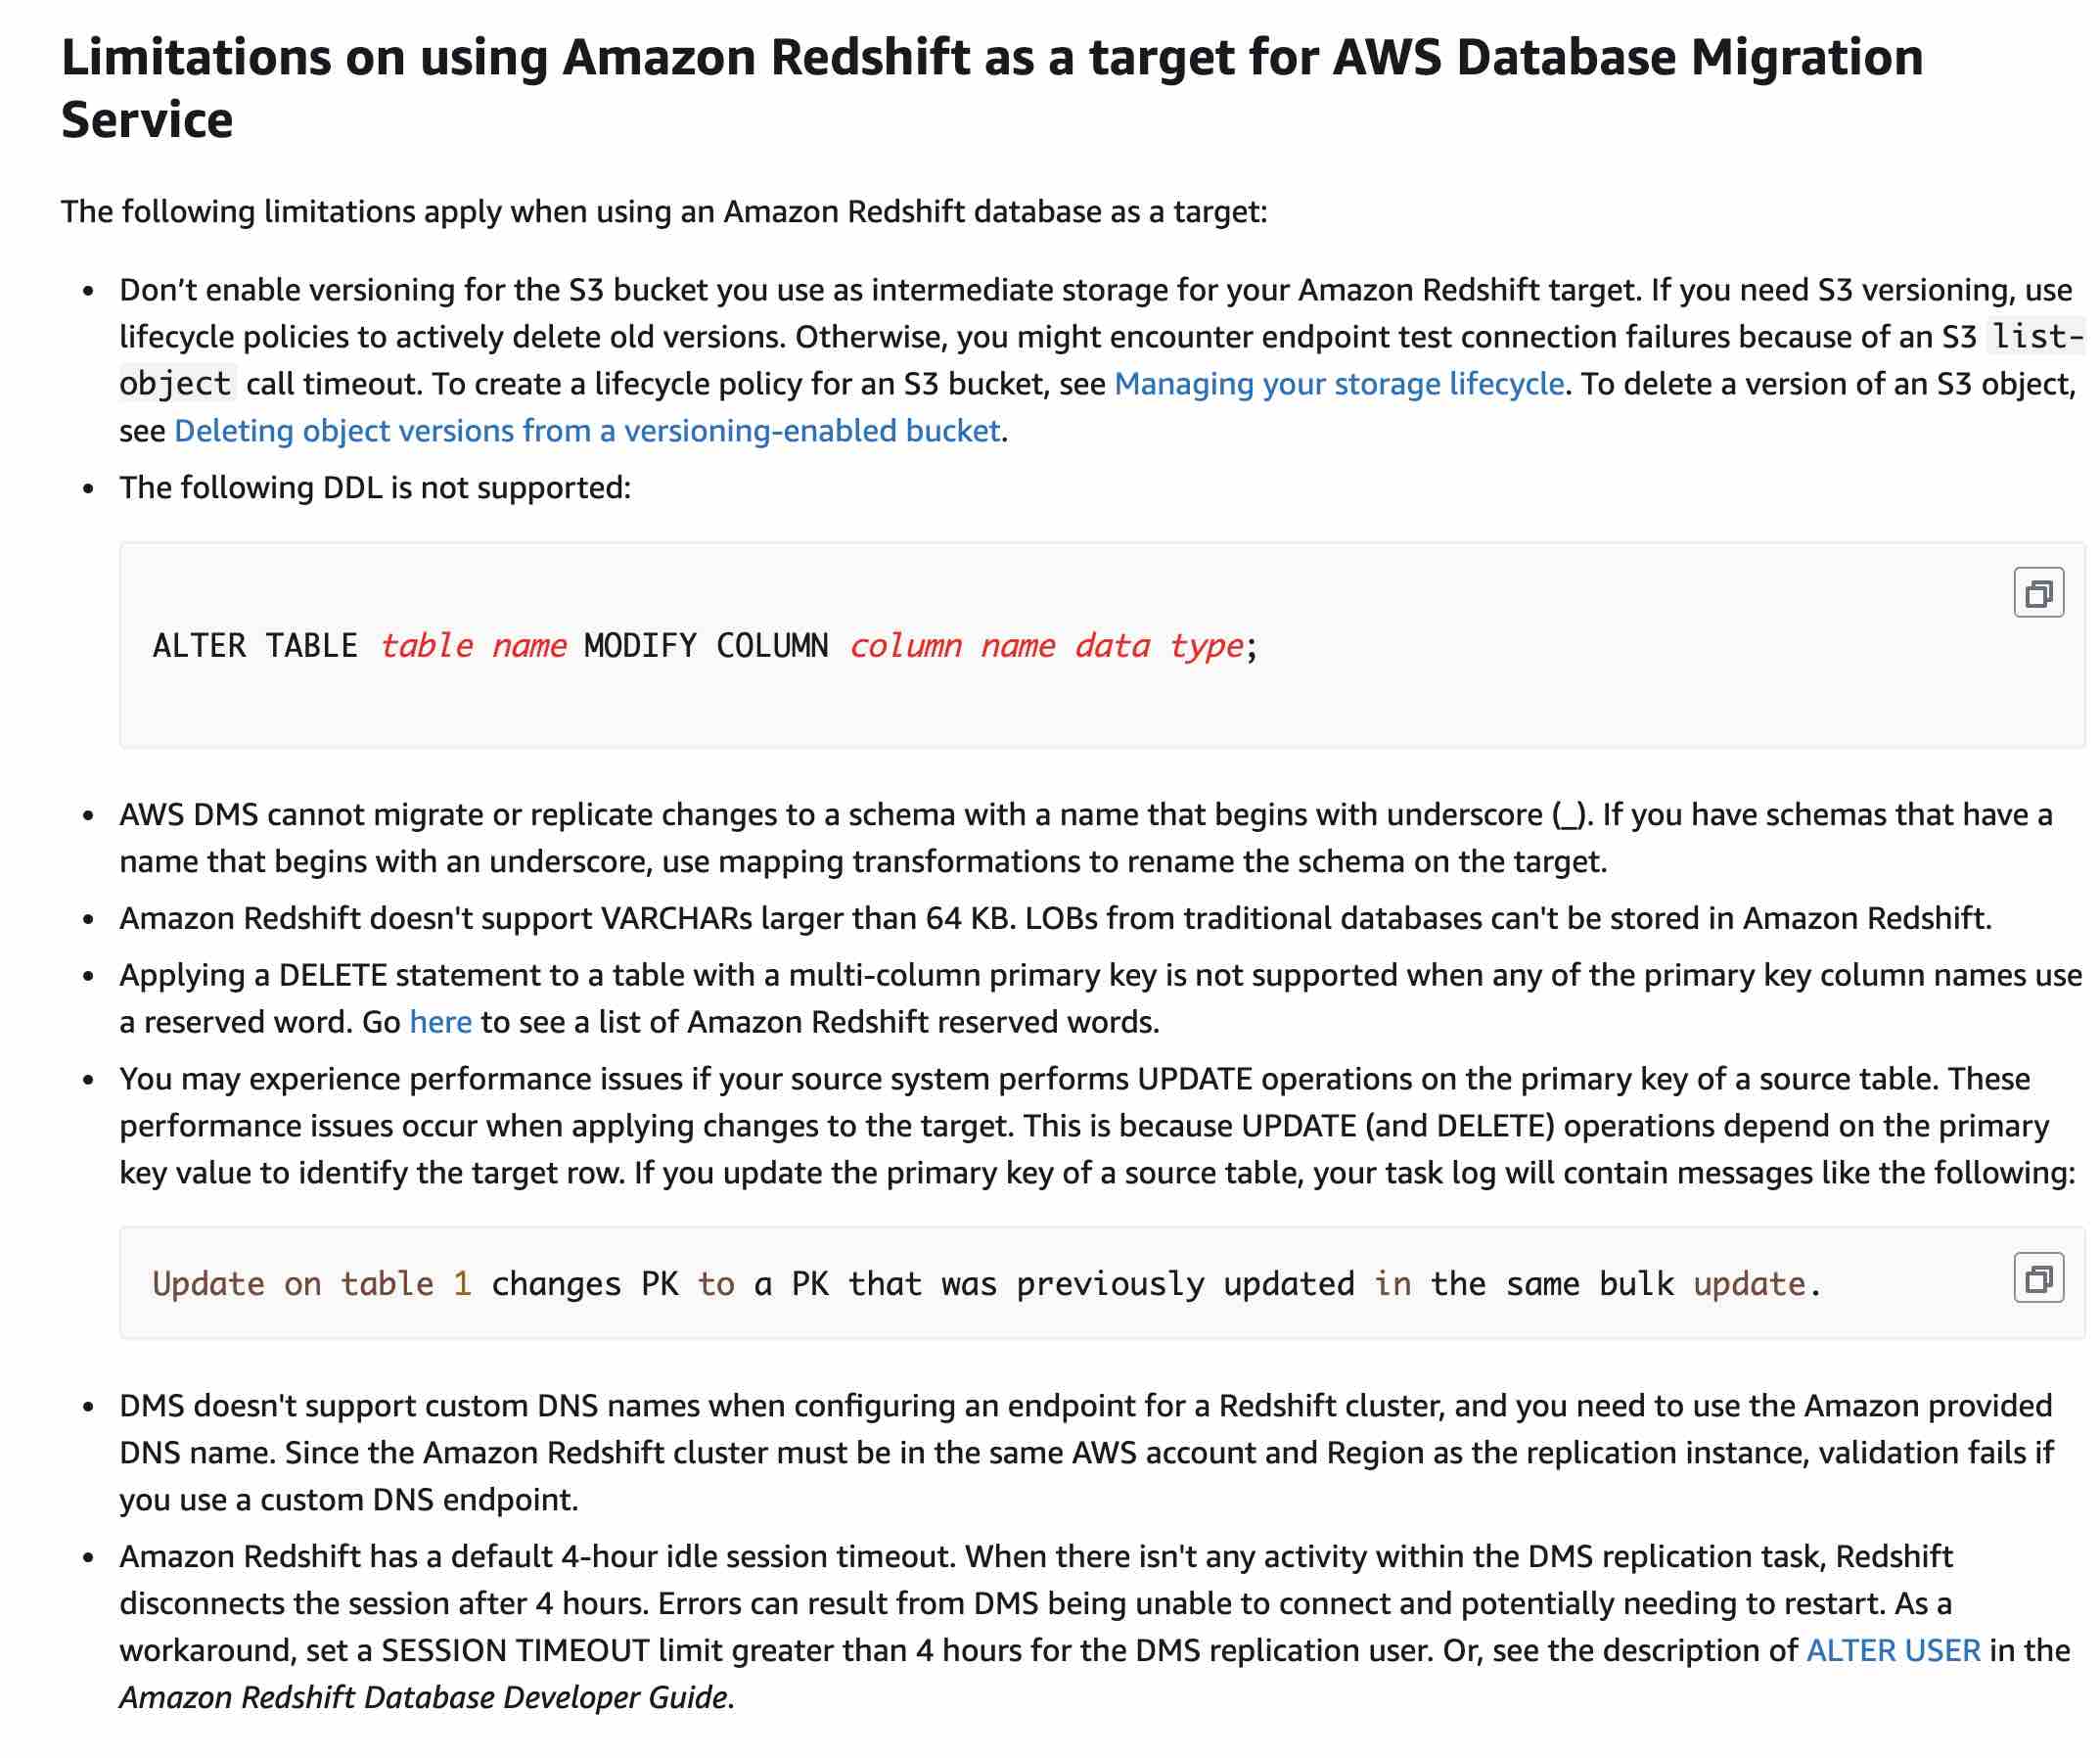 Limitations on using Amazon Redshift as a target for AWS Database Migration
Service
The following limitations apply when using an Amazon Redshift database as a target:
• Don’t enable versioning for the S3 bucket you use as intermediate storage for your Amazon Redshift target. If you need S3 versioning, use
lifecycle policies to actively delete old versions. Otherwise, you might encounter endpoint test connection failures because of an S3 list-
object call timeout. To create a lifecycle policy for an S3 bucket, see Managing your storage lifecycle. To delete a version of an S3 object,
see Deleting object versions from a versioning-enabled bucket.
• The following DDL is not supported:
ALTER TABLE table name MODIFY COLUMN column name data type;
• AWS DMS cannot migrate or replicate changes to a schema with a name that begins with underscore (_). If you have schemas that have a
name that begins with an underscore, use mapping transformations to rename the schema on the target.
• Amazon Redshift doesn't support VARCHARs larger than 64 KB. LOBs from traditional databases can't be stored in Amazon Redshift.
• Applying a DELETE statement to a table with a multi-column primary key is not supported when any of the primary key column names use
a reserved word. Go here to see a list of Amazon Redshift reserved words.
• You may experience performance issues if your source system performs UPDATE operations on the primary key of a source table. These
performance issues occur when applying changes to the target. This is because UPDATE (and DELETE) operations depend on the primary
key value to identify the target row. If you update the primary key of a source table, your task log will contain messages like the following:
Update on table 1 changes PK to a PK that was previously updated in the same bulk update.
• DMS doesn't support custom DNS names when configuring an endpoint for a Redshift cluster, and you need to use the Amazon provided
DNS name. Since the Amazon Redshift cluster must be in the same AWS account and Region as the replication instance, validation fails if
you use a custom DNS endpoint.
• Amazon Redshift has a default 4-hour idle session timeout. When there isn't any activity within the DMS replication task, Redshift
disconnects the session after 4 hours. Errors can result from DMS being unable to connect and potentially needing to restart. As a
workaround, set a SESSION TIMEOUT limit greater than 4 hours for the DMS replication user. Or, see the description of ALTER USER in the
Amazon Redshift Database Developer Guide.